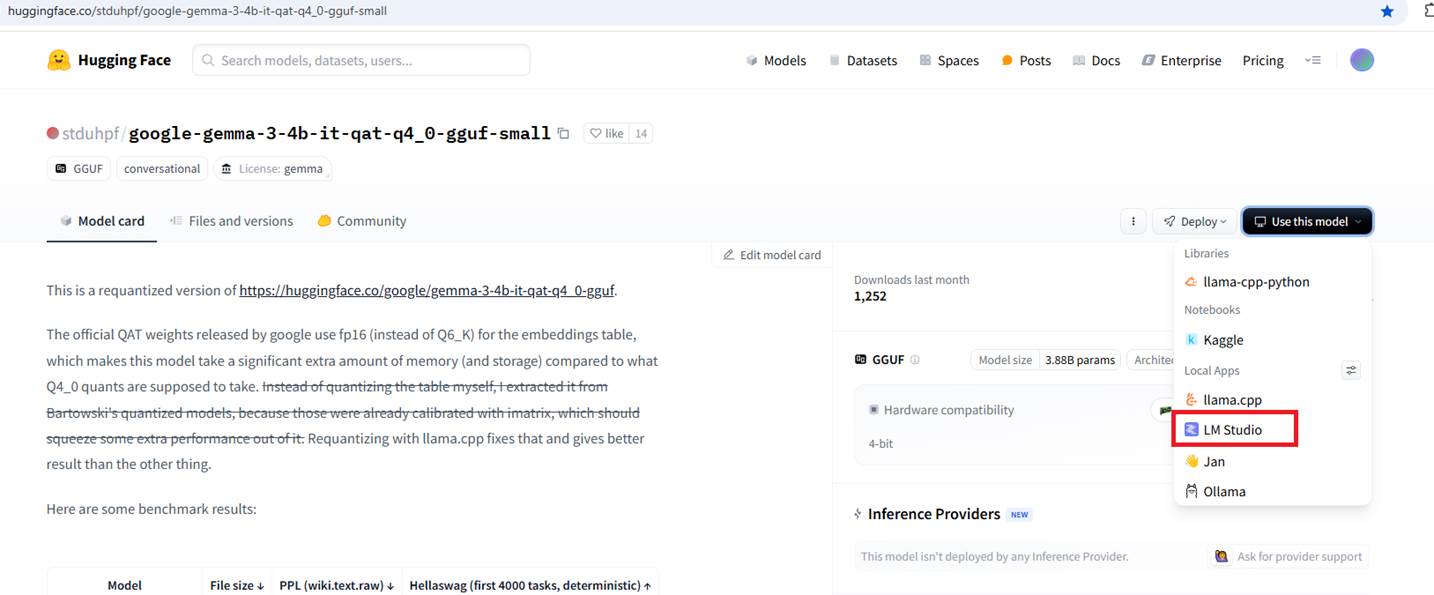 huggingface.co/stduhpf/google-gemma-3-4b-it-qat-q4_0-gguf-small
Hugging Face
Search models, datasets, users...
Models
Datasets
Spaces
Posts
Docs
Enterprise
Pricing
stduhpf/google-gemma-3-4b-it-qat-q4_0-gguf-small
like 14
GGUF
conversational
License: gemma
Model card
Files and versions
Community
Deploy
Use this model
Edit model card
This is a requantized version of https://huggingface.co/google/gemma-3-4b-it-qat-q4_0-gguf.
The official QAT weights released by google use fp16 (instead of Q6_K) for the embeddings table,
which makes this model take a significant extra amount of memory (and storage) compared to what
Q4_0 quants are supposed to take. Instead of quantizing the table myself, I extracted it from
Bartowski's quantized models, because those were already calibrated with imatrix, which should
squeeze some extra performance out of it. Requantizing with llama.cpp fixes that and gives better
result than the other thing.
Here are some benchmark results:
Model
File size ↓
PPL (wiki.text.raw) ↓
Hellaswag (first 4000 tasks, deterministic) ↑
Downloads last month
1,252
GGUF
Model size 3.88B params
Architec
Hardware compatibility
4-bit
Inference Providers NEW
This model isn't deployed by any Inference Provider.
Ask for provider support
Libraries
llama-cpp-python
Notebooks
Kaggle
Local Apps
llama.cpp
LM Studio
Jan
Ollama